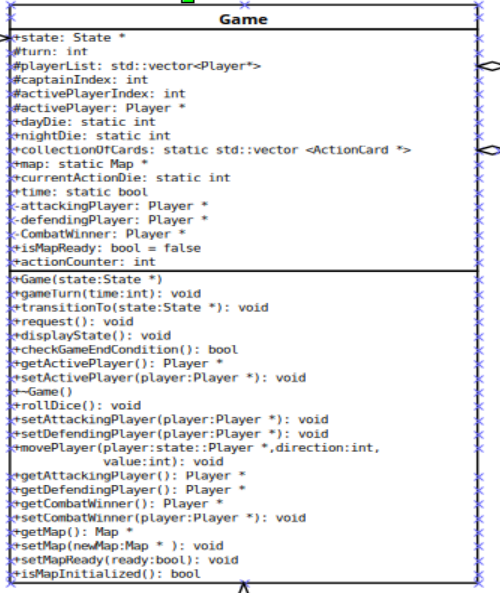 Game
+state: State *
#turn: int
#playerList: std::vector<Player*>
#captainIndex: int
#activePlayerIndex: int
#activePlayer: Player *
+dayDie: static int
+nightDie: static int
+collectionOfCards: static std::vector <ActionCard *>
+map: static Map *
+currentActionDie: static int
+time: static bool
-attackingPlayer: Player *
-defendingPlayer: Player *
-CombatWinner: Player *
+isMapReady: bool = false
+actionCounter: int
+Game(state:State *)
+gameTurn(time:int): void
+transitionTo(state:State *): void
+request(): void
+displayState(): void
+checkGameEndCondition(): bool
+getActivePlayer(): Player *
+setActivePlayer(player:Player *): void
+~Game()
+rollDice(): void
+setAttackingPlayer(player:Player *): void
+setDefendingPlayer(player:Player *): void
+movePlayer(player:state::Player *,direction:int,
value:int): void
+getAttackingPlayer(): Player *
+getDefendingPlayer(): Player *
+getCombatWinner(): Player *
+setCombatWinner(player:Player *): void
+getMap(): Map *
+setMap(newMap:Map * ): void
+setMapReady(ready:bool): void
+isMapInitialized(): bool